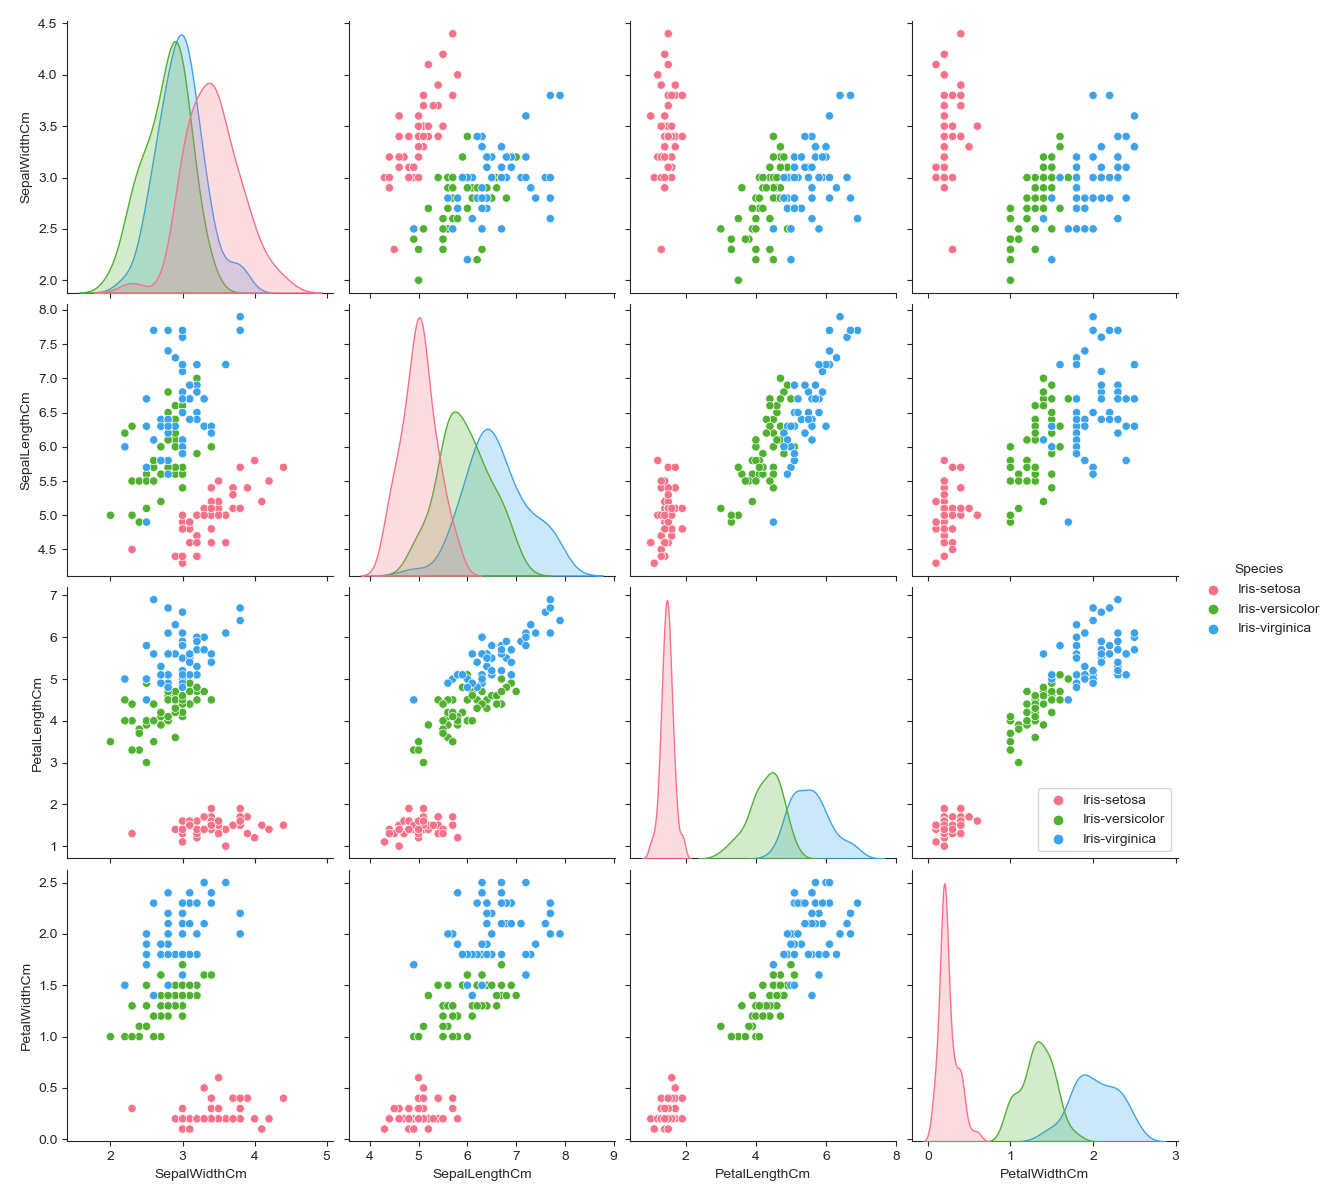 4.5
4.0
3.5
3.0
2.5
2.0
SepalWidthCm
8.0
7.5
7.0
6.5
6.0
5.5
5.0
4.5
SepalLengthCm
Species
Iris-setosa
Iris-versicolor
Iris-virginica
7
6
5
4
3
2
1
PetalLengthCm
Iris-setosa
Iris-versicolor
Iris-virginica
2.5
2.0
1.5
1.0
0.5
0.0
PetalWidthCm
2 3 4 5
4 5 6 7 8 9
2 4 6 8
0 1 2 3
SepalWidthCm SepalLengthCm PetalLengthCm PetalWidthCm